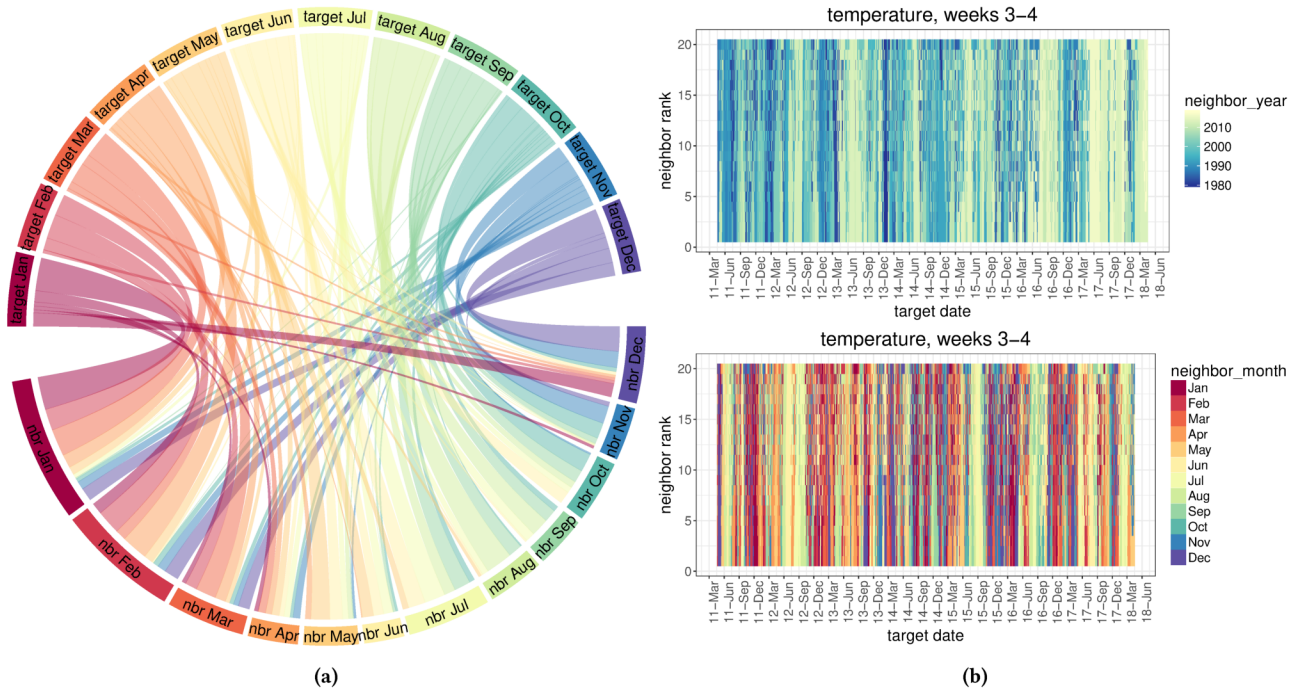 target Jan
target Feb
target Mar
target Apr
target May
target Jun
target Jul
target Aug
target Sep
target Oct
target Nov
target Dec
nbr Dec
nbr Nov
nbr Oct
nbr Sep
nbr Aug
nbr Jul
nbr Jun
nbr May
nbr Apr
nbr Mar
nbr Feb
nbr Jan
(a)
temperature, weeks 3−4
neighbor rank
20
15
10
5
0
11−Mar
11−Jun
11−Sep
11−Dec
12−Mar
12−Jun
12−Sep
12−Dec
13−Mar
13−Jun
13−Sep
13−Dec
14−Mar
14−Jun
14−Sep
14−Dec
15−Mar
15−Jun
15−Sep
15−Dec
16−Mar
16−Jun
16−Sep
16−Dec
17−Mar
17−Jun
17−Sep
17−Dec
18−Mar
18−Jun
target date
neighbor_year
2010
2000
1990
1980
temperature, weeks 3−4
neighbor rank
20
15
10
5
0
11−Mar
11−Jun
11−Sep
11−Dec
12−Mar
12−Jun
12−Sep
12−Dec
13−Mar
13−Jun
13−Sep
13−Dec
14−Mar
14−Jun
14−Sep
14−Dec
15−Mar
15−Jun
15−Sep
15−Dec
16−Mar
16−Jun
16−Sep
16−Dec
17−Mar
17−Jun
17−Sep
17−Dec
18−Mar
18−Jun
target date
neighbor_month
Jan
Feb
Mar
Apr
May
Jun
Jul
Aug
Sep
Oct
Nov
Dec
(b)